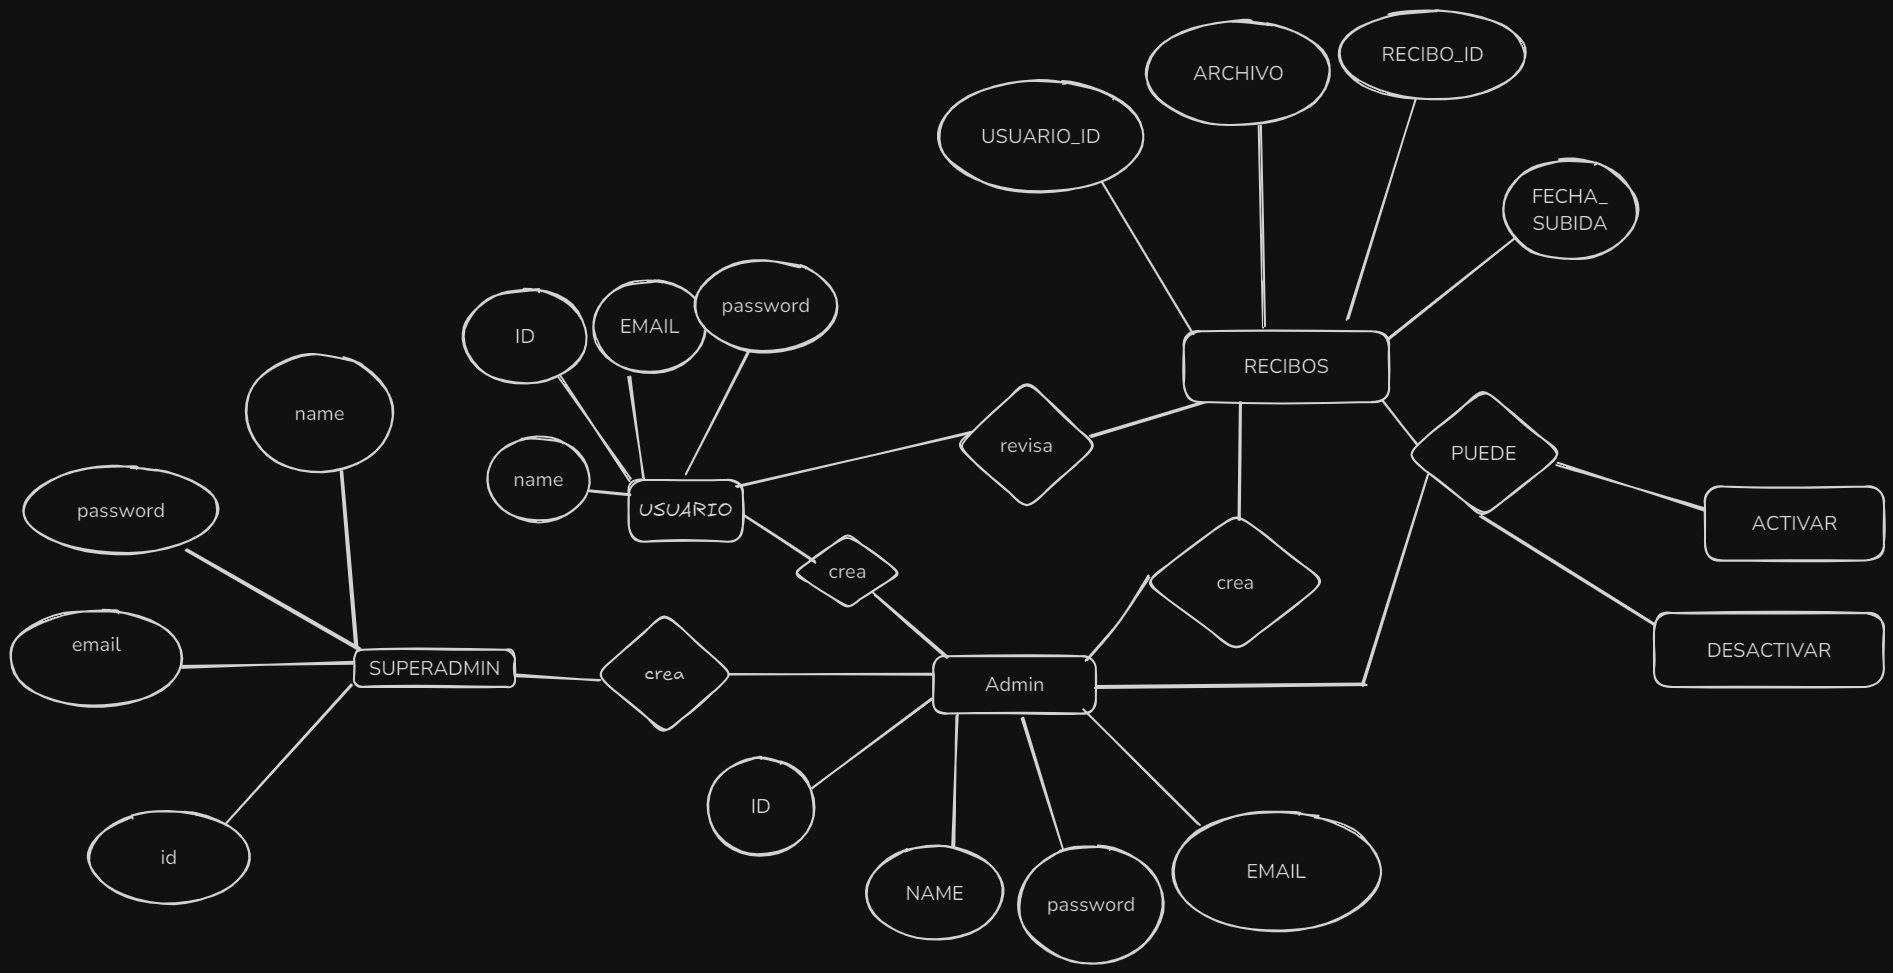 RECIBO_ID
ARCHIVO
USUARIO_ID
FECHA_
SUBIDA
password
EMAIL
ID
RECIBOS
name
revisa
PUEDE
name
USUARIO
password
ACTIVAR
crea
crea
email
DESACTIVAR
SUPERADMIN
crea
Admin
ID
id
EMAIL
NAME
password